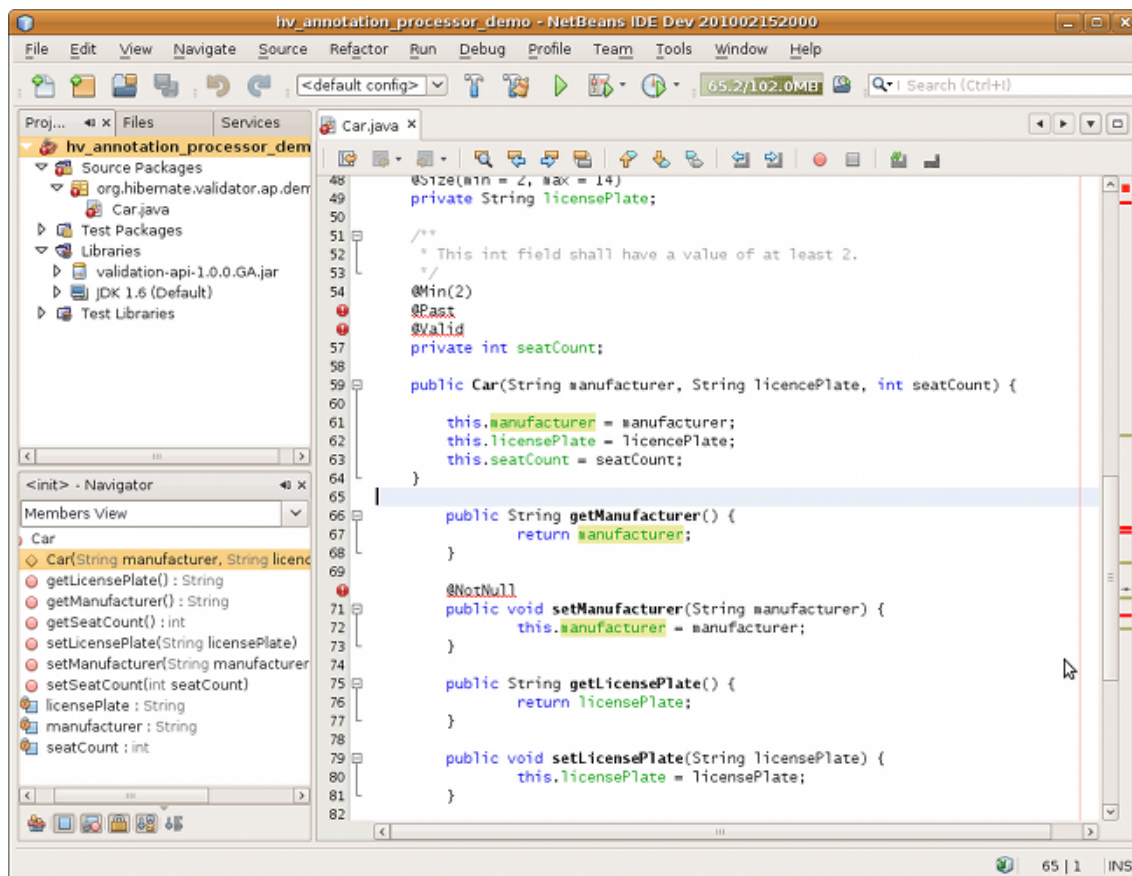 hv_annotation_processor_demo - NetBeans IDE Dev 201002152000
File Edit View Navigate Source Refactor Run Debug Profile Team Tools Window Help
<default config> 65.2/102.0MB Search (Ctrl+I)
Proj... Files Services
hv_annotation_processor_dem
Source Packages
org.hibernate.validator.ap.dem
Car.java
Test Packages
Libraries
validation-api-1.0.0.GA.jar
JDK 1.6 (Default)
Test Libraries
<init> - Navigator
Members View
Car
Car(String manufacturer, String licenc
getLicensePlate() : String
getManufacturer() : String
getSeatCount() : int
setLicensePlate(String licensePlate)
setManufacturer(String manufacturer
setSeatCount(int seatCount)
licensePlate : String
manufacturer : String
seatCount : int
Car.java
48 @Size(min = 2, max = 14)
49 private String licensePlate;
50
51 /**
52 * This int field shall have a value of at least 2.
53 */
54 @Min(2)
@Past
@Valid
57 private int seatCount;
58
59 public Car(String manufacturer, String licencePlate, int seatCount) {
60
61 this.manufacturer = manufacturer;
62 this.licensePlate = licencePlate;
63 this.seatCount = seatCount;
64 }
65
66 public String getManufacturer() {
67 return manufacturer;
68 }
69
@NotNull
71 public void setManufacturer(String manufacturer) {
72 this.manufacturer = manufacturer;
73 }
74
75 public String getLicensePlate() {
76 return licensePlate;
77 }
78
79 public void setLicensePlate(String licensePlate) {
80 this.licensePlate = licensePlate;
81 }
82
65 | 1 INS